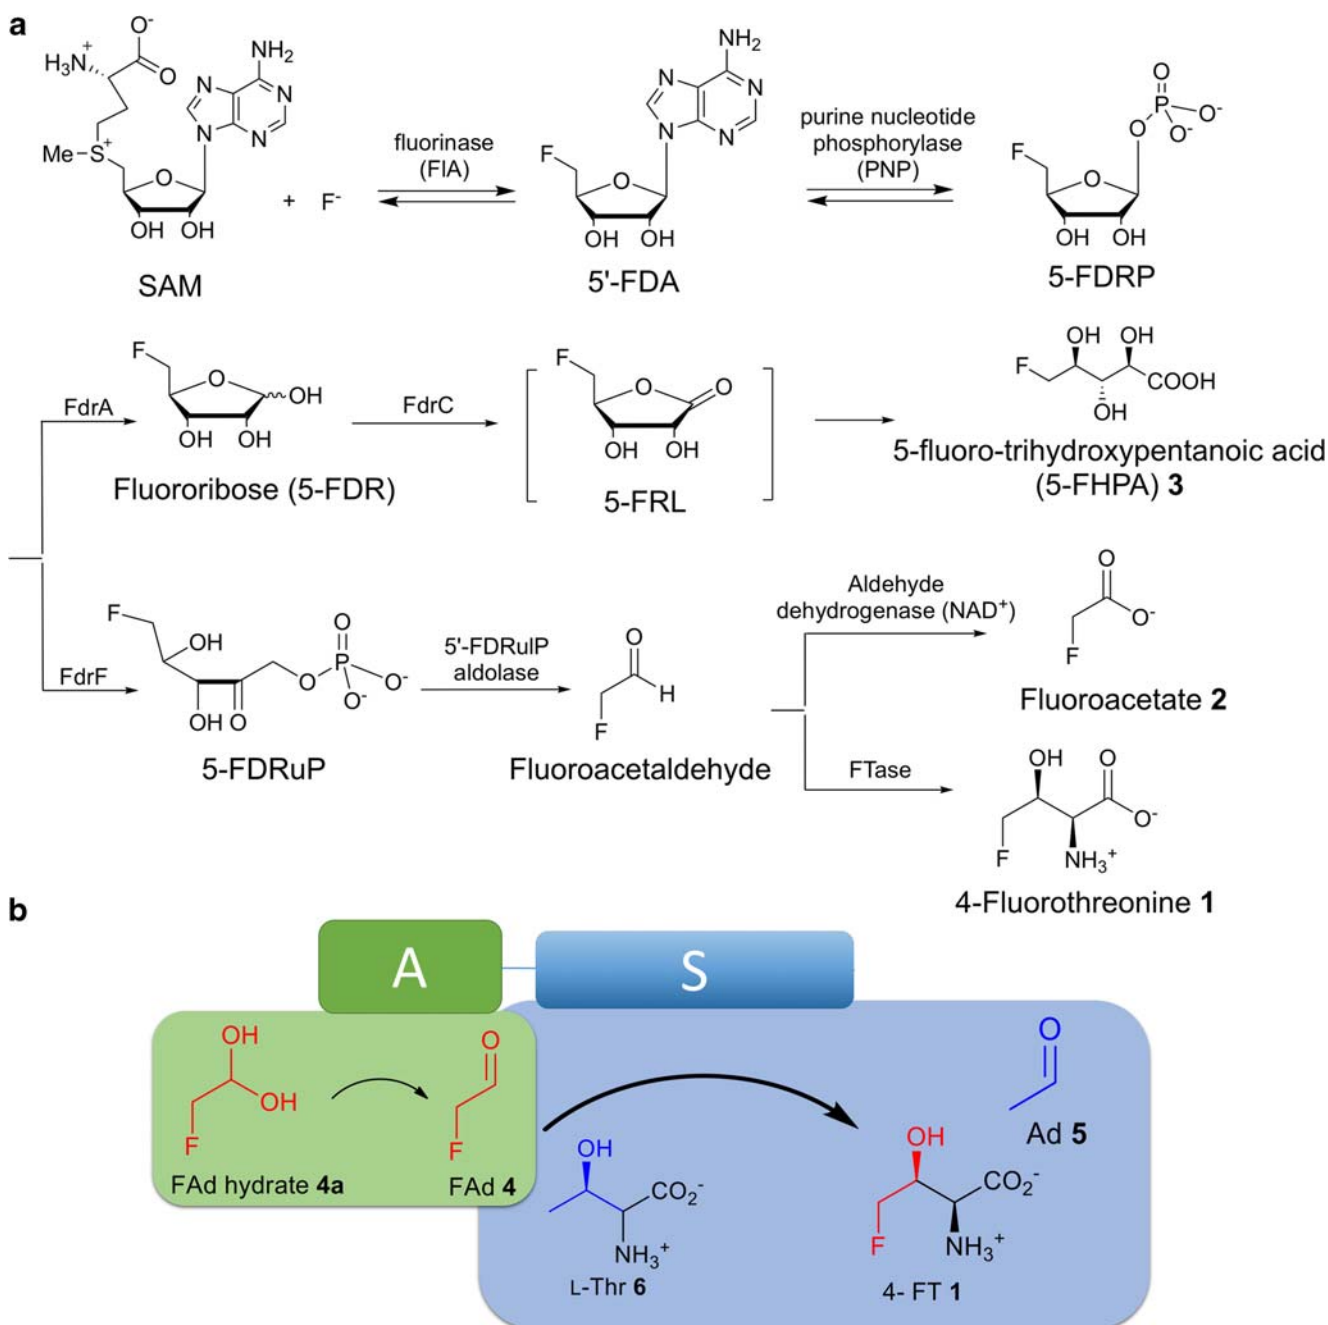 a
O-
H3N+
O
Me
S+
O
OH OH
NH2
N
N
N
N
SAM
+ F-
fluorinase
(FlA)
NH2
N
N
N
N
F
O
OH OH
5'-FDA
purine nucleotide
phosphorylase
(PNP)
O
P
O-
O-
O
F
O
OH OH
5-FDRP
FdrA
F
O
OH
OH OH
Fluororibose (5-FDR)
FdrC
F
O
O
OH OH
5-FRL
OH OH
F
COOH
OH
5-fluoro-trihydroxypentanoic acid
(5-FHPA) 3
FdrF
F
OH
OH O
O
O
P
O-
O-
5-FDRuP
5'-FDRulP
aldolase
O
H
F
Fluoroacetaldehyde
Aldehyde
dehydrogenase (NAD+)
O
O-
F
Fluoroacetate 2
FTase
OH O
O-
F
NH3+
4-Fluorothreonine 1
b
A
S
OH
OH
F
FAd hydrate 4a
O
F
FAd 4
OH
CO2-
NH3+
L-Thr 6
OH
CO2-
F
NH3+
4- FT 1
O
Ad 5